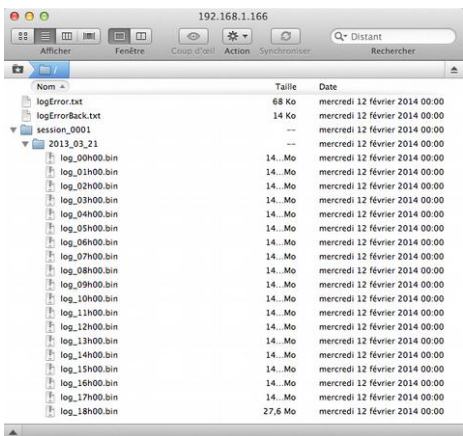 192.168.1.166
Afficher Fenêtre Coup d'œil Action Synchroniser Rechercher
Distant
/
Nom Taille Date
logError.txt 68 Ko mercredi 12 février 2014 00:00
logErrorBack.txt 14 Ko mercredi 12 février 2014 00:00
session_0001 -- mercredi 12 février 2014 00:00
2013_03_21 -- mercredi 12 février 2014 00:00
log_00h00.bin 14...Mo mercredi 12 février 2014 00:00
log_01h00.bin 14...Mo mercredi 12 février 2014 00:00
log_02h00.bin 14...Mo mercredi 12 février 2014 00:00
log_03h00.bin 14...Mo mercredi 12 février 2014 00:00
log_04h00.bin 14...Mo mercredi 12 février 2014 00:00
log_05h00.bin 14...Mo mercredi 12 février 2014 00:00
log_06h00.bin 14...Mo mercredi 12 février 2014 00:00
log_07h00.bin 14...Mo mercredi 12 février 2014 00:00
log_08h00.bin 14...Mo mercredi 12 février 2014 00:00
log_09h00.bin 14...Mo mercredi 12 février 2014 00:00
log_10h00.bin 14...Mo mercredi 12 février 2014 00:00
log_11h00.bin 14...Mo mercredi 12 février 2014 00:00
log_12h00.bin 14...Mo mercredi 12 février 2014 00:00
log_13h00.bin 14...Mo mercredi 12 février 2014 00:00
log_14h00.bin 14...Mo mercredi 12 février 2014 00:00
log_15h00.bin 14...Mo mercredi 12 février 2014 00:00
log_16h00.bin 14...Mo mercredi 12 février 2014 00:00
log_17h00.bin 14...Mo mercredi 12 février 2014 00:00
log_18h00.bin 27,6 Mo mercredi 12 février 2014 00:00